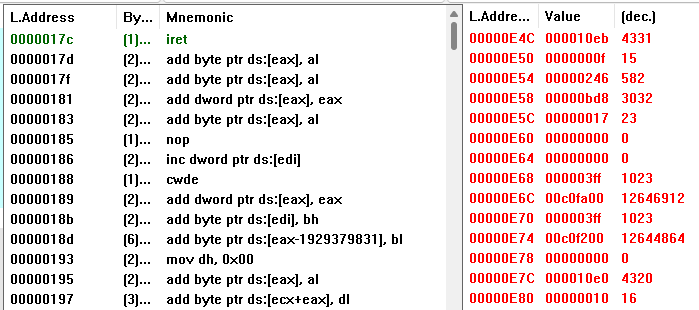 L.Address By... Mnemonic
0000017c (1)... iret
0000017d (2)... add byte ptr ds:[eax], al
0000017f (2)... add byte ptr ds:[eax], al
00000181 (2)... add dword ptr ds:[eax], eax
00000183 (2)... add byte ptr ds:[eax], al
00000185 (1)... nop
00000186 (2)... inc dword ptr ds:[edi]
00000188 (1)... cwde
00000189 (2)... add dword ptr ds:[eax], eax
0000018b (2)... add byte ptr ds:[edi], bh
0000018d (6)... add byte ptr ds:[eax-1929379831], bl
00000193 (2)... mov dh, 0x00
00000195 (2)... add byte ptr ds:[eax], al
00000197 (3)... add byte ptr ds:[ecx+eax], dl
L.Addre... Value (dec.)
00000E4C 000010eb 4331
00000E50 0000000f 15
00000E54 00000246 582
00000E58 00000bd8 3032
00000E5C 00000017 23
00000E60 00000000 0
00000E64 00000000 0
00000E68 000003ff 1023
00000E6C 00c0fa00 12646912
00000E70 000003ff 1023
00000E74 00c0f200 12644864
00000E78 00000000 0
00000E7C 000010e0 4320
00000E80 00000010 16